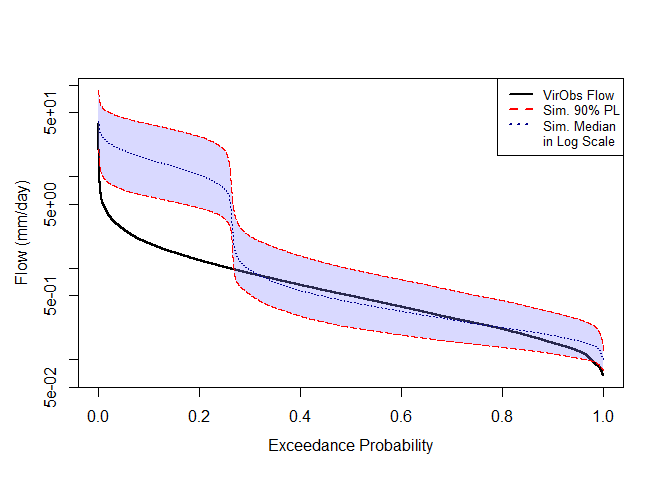 VirObs Flow
Sim. 90% PL
Sim. Median
in Log Scale
5e+01
5e+00
5e-01
5e-02
Flow (mm/day)
0.0 0.2 0.4 0.6 0.8 1.0
Exceedance Probability